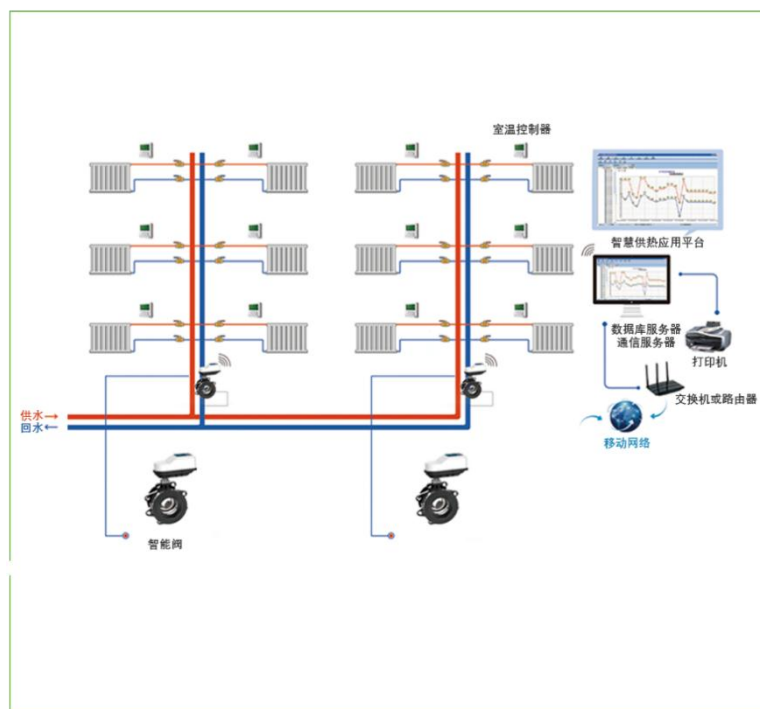 室温控制器
智慧供热应用平台
数据库服务器
通信服务器
打印机
交换机或路由器
移动网络
供水→
回水←
智能阀